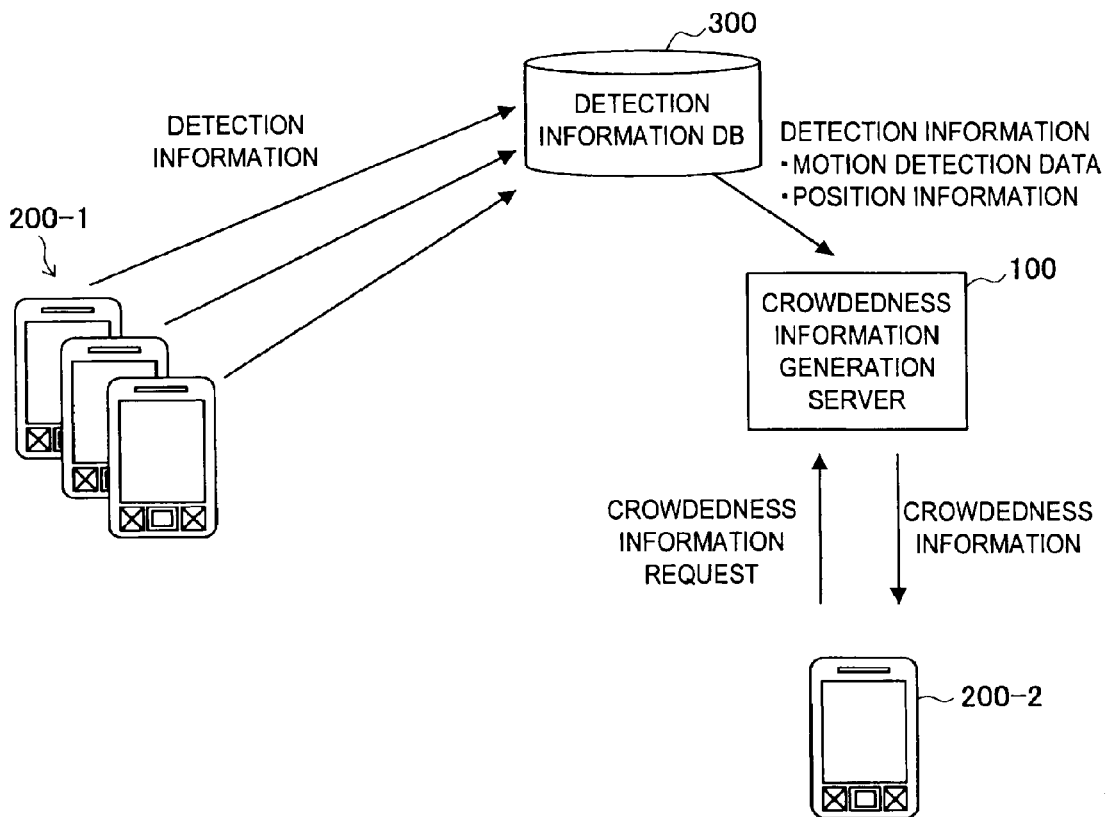 300
DETECTION
INFORMATION DB
DETECTION
INFORMATION
DETECTION INFORMATION
・MOTION DETECTION DATA
・POSITION INFORMATION
200-1
100
CROWDEDNESS
INFORMATION
GENERATION
SERVER
CROWDEDNESS
INFORMATION
REQUEST
CROWDEDNESS
INFORMATION
200-2